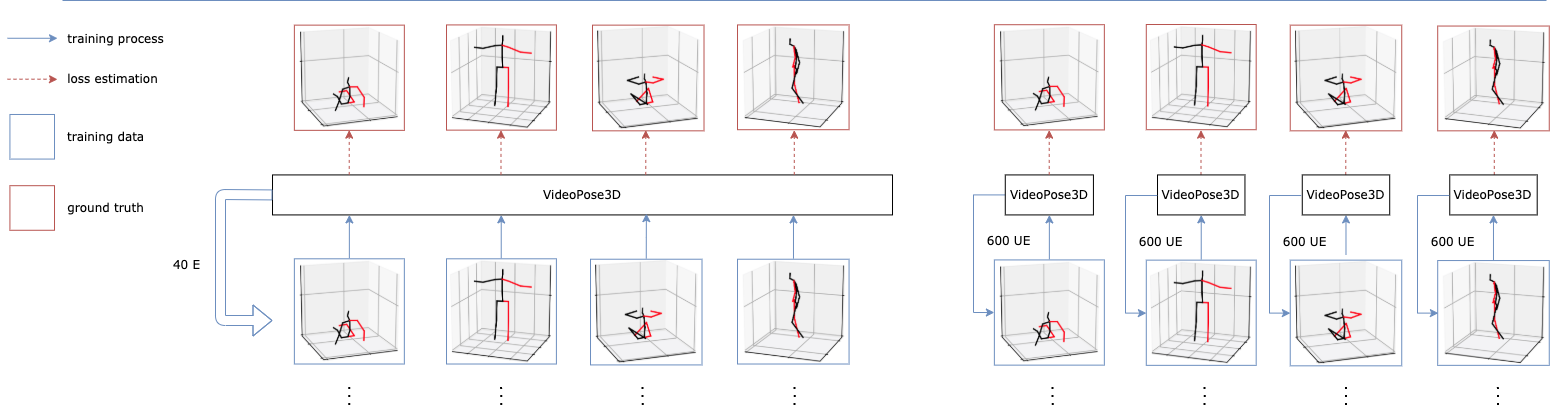 training process
loss estimation
training data
ground truth
VideoPose3D
40 E
VideoPose3D
VideoPose3D
VideoPose3D
VideoPose3D
600 UE
600 UE
600 UE
600 UE